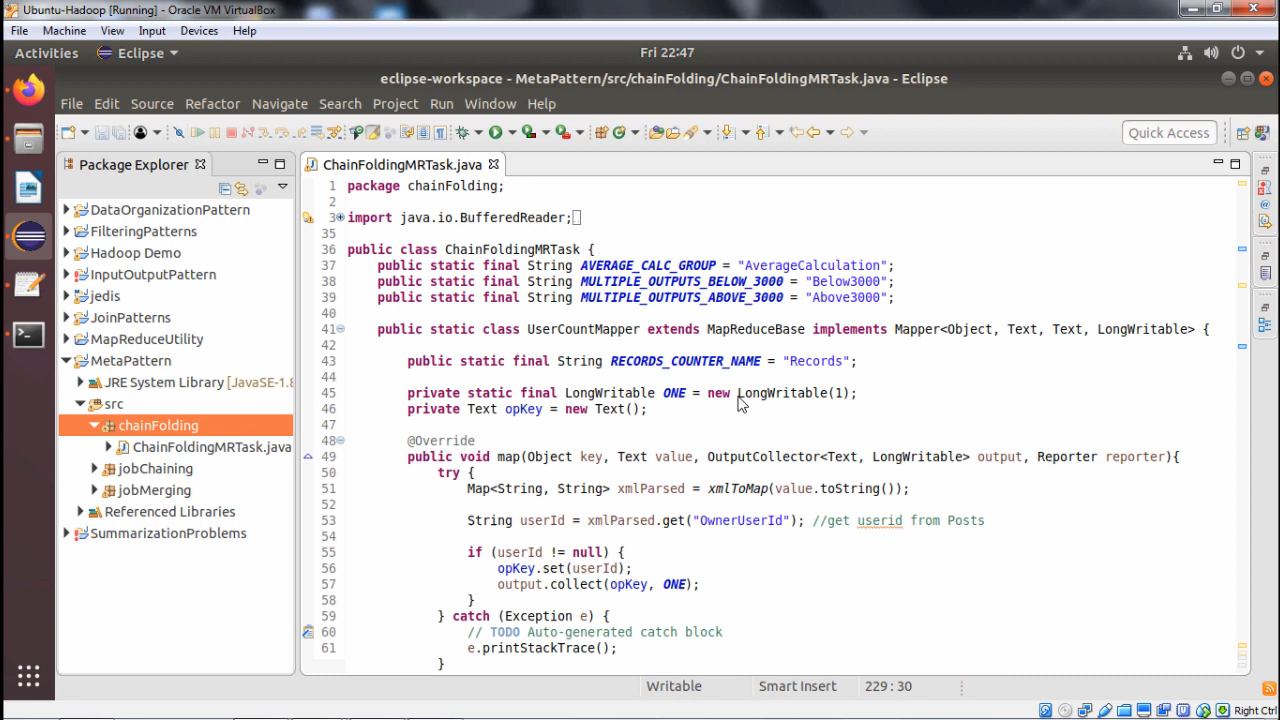 Ubuntu-Hadoop [Running] - Oracle VM VirtualBox
File Machine View Input Devices Help
Activities Eclipse Fri 22:47
eclipse-workspace - MetaPattern/src/chainFolding/ChainFoldingMRTask.java - Eclipse
File Edit Source Refactor Navigate Search Project Run Window Help
Quick Access
Package Explorer
DataOrganizationPattern
FilteringPatterns
Hadoop Demo
InputOutputPattern
jedis
JoinPatterns
MapReduceUtility
MetaPattern
JRE System Library [JavaSE-1.8
src
chainFolding
ChainFoldingMRTask.java
jobChaining
jobMerging
Referenced Libraries
SummarizationProblems
ChainFoldingMRTask.java
1 package chainFolding;
2
3 import java.io.BufferedReader;
35
36 public class ChainFoldingMRTask {
37 public static final String AVERAGE_CALC_GROUP = "AverageCalculation";
38 public static final String MULTIPLE_OUTPUTS_BELOW_3000 = "Below3000";
39 public static final String MULTIPLE_OUTPUTS_ABOVE_3000 = "Above3000";
40
41 public static class UserCountMapper extends MapReduceBase implements Mapper<Object, Text, Text, LongWritable> {
42
43 public static final String RECORDS_COUNTER_NAME = "Records";
44
45 private static final LongWritable ONE = new LongWritable(1);
46 private Text opKey = new Text();
47
48 @Override
49 public void map(Object key, Text value, OutputCollector<Text, LongWritable> output, Reporter reporter){
50 try {
51 Map<String, String> xmlParsed = xmlToMap(value.toString());
52
53 String userId = xmlParsed.get("OwnerUserId"); //get userid from Posts
54
55 if (userId != null) {
56 opKey.set(userId);
57 output.collect(opKey, ONE);
58 }
59 } catch (Exception e) {
60 // TODO Auto-generated catch block
61 e.printStackTrace();
}
Writable Smart Insert 229 : 30
Right Ctrl